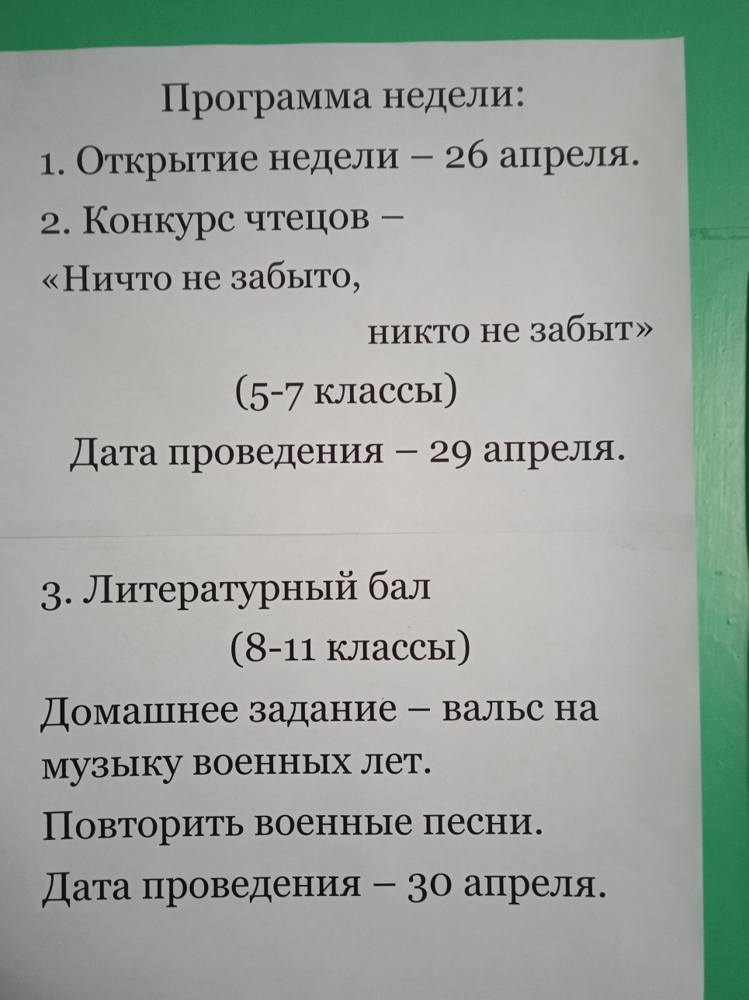 Программа недели:
1. Открытие недели – 26 апреля.
2. Конкурс чтецов –
«Ничто не забыто,
никто не забыт»
(5-7 классы)
Дата проведения – 29 апреля.
3. Литературный бал
(8-11 классы)
Домашнее задание – вальс на
музыку военных лет.
Повторить военные песни.
Дата проведения – 30 апреля.